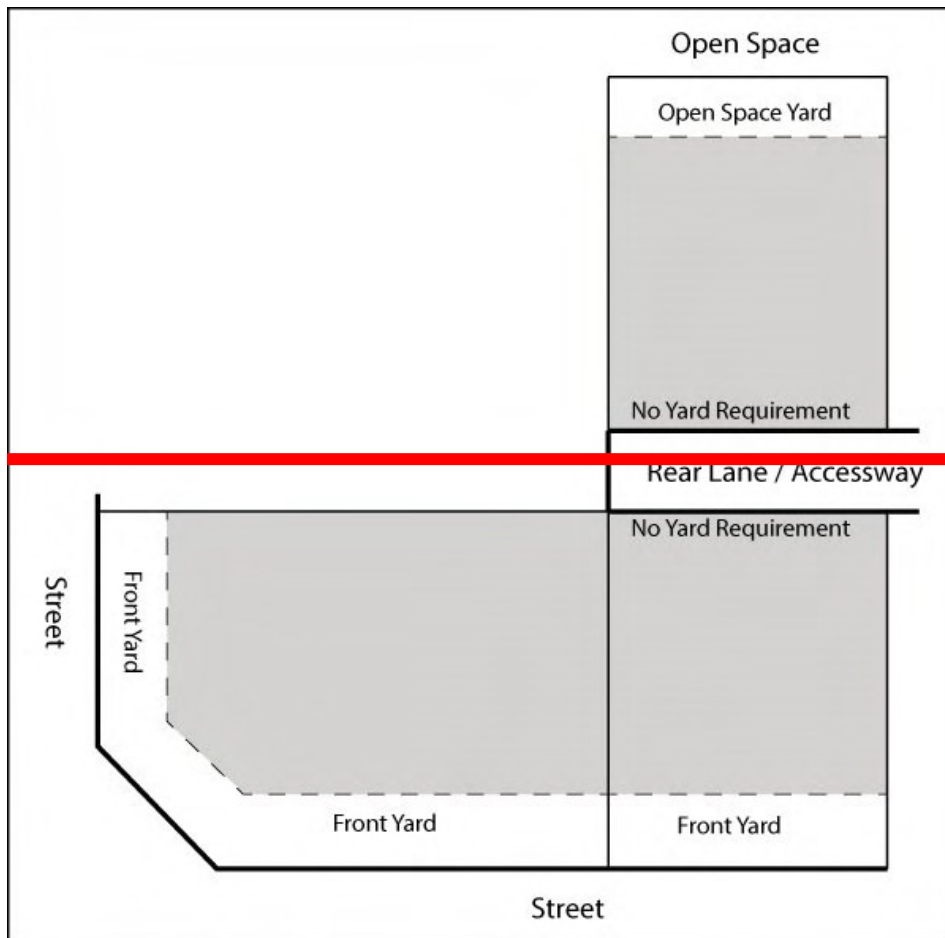 Open Space
Open Space Yard
No Yard Requirement
Rear Lane / Accessway
No Yard Requirement
Street
Front Yard
Front Yard
Front Yard
Street